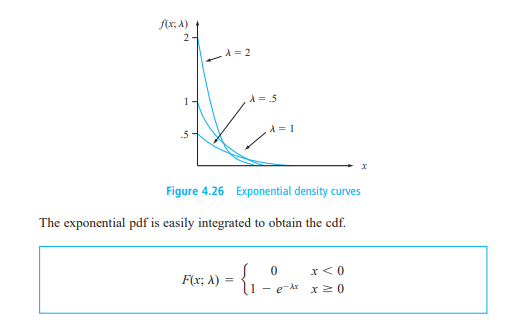 f(x; λ)
2
λ = 2
1
λ = .5
.5
λ = 1
x
Figure 4.26 Exponential density curves
The exponential pdf is easily integrated to obtain the cdf.
F(x; λ) = { 0 x < 0
1 − e^−λx x ≥ 0